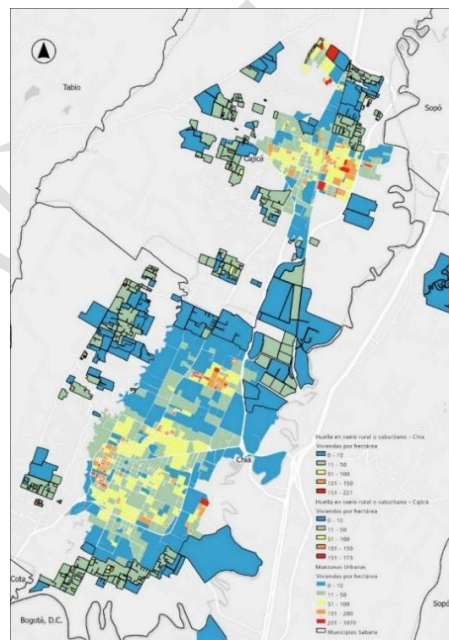 Tabio
Sopó
Cajicá
Chía
Cota
Bogotá, D.C.
Sopó
Huella en suelo rural o suburbano - Chía
Viviendas por hectárea
0 - 10
11 - 50
51 - 100
101 - 150
151 - 221
Huella en suelo rural o suburbano - Cajicá
Viviendas por hectárea
0 - 10
11 - 50
51 - 100
101 - 150
151 - 173
Manzanas Urbanas
Viviendas por hectárea
0 - 10
11 - 50
51 - 100
101 - 200
Municipios Sabana